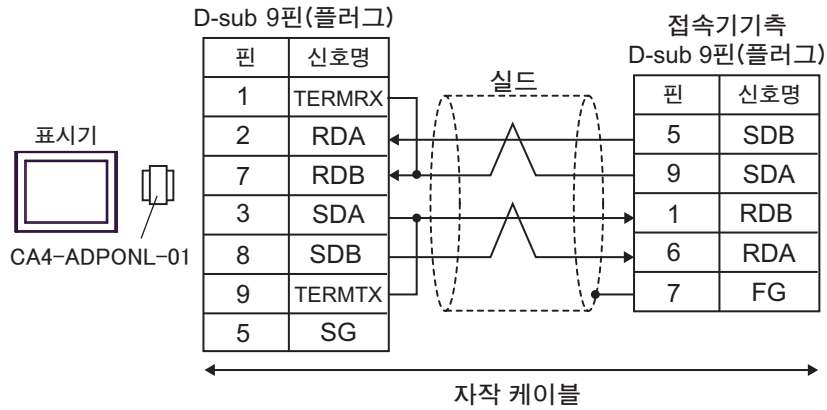 D-sub 9핀(플러그)
핀 신호명
1 TERMRX
2 RDA
7 RDB
3 SDA
8 SDB
9 TERMTX
5 SG
표시기
CA4-ADPONL-01
실드
접속기기측
D-sub 9핀(플러그)
핀 신호명
5 SDB
9 SDA
1 RDB
6 RDA
7 FG
자작 케이블